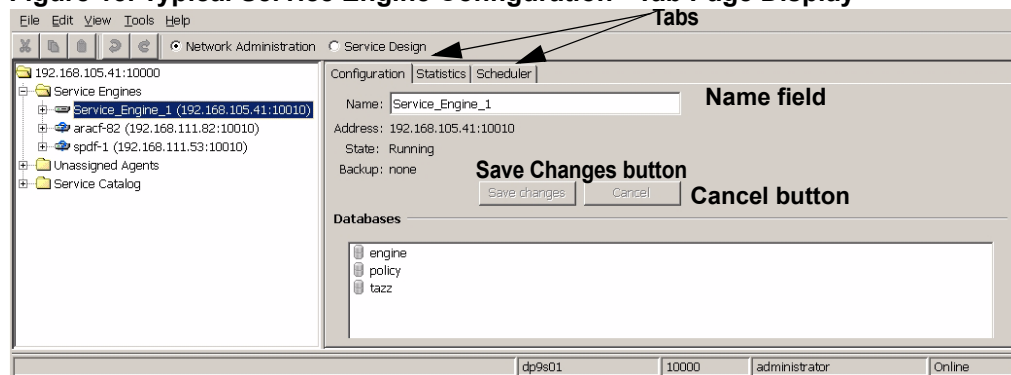 Figure 16. Typical Service Engine Configuration - Tab Page Display
Tabs
File Edit View Tools Help
Network Administration Service Design
192.168.105.41:10000
Service Engines
Service_Engine_1 (192.168.105.41:10010)
aracf-82 (192.168.111.82:10010)
spdf-1 (192.168.111.53:10010)
Unassigned Agents
Service Catalog
Configuration Statistics Scheduler
Name: Service_Engine_1 Name field
Address: 192.168.105.41:10010
State: Running
Backup: none Save Changes button
Save changes Cancel Cancel button
Databases
engine
policy
tazz
dp9s01 10000 administrator Online